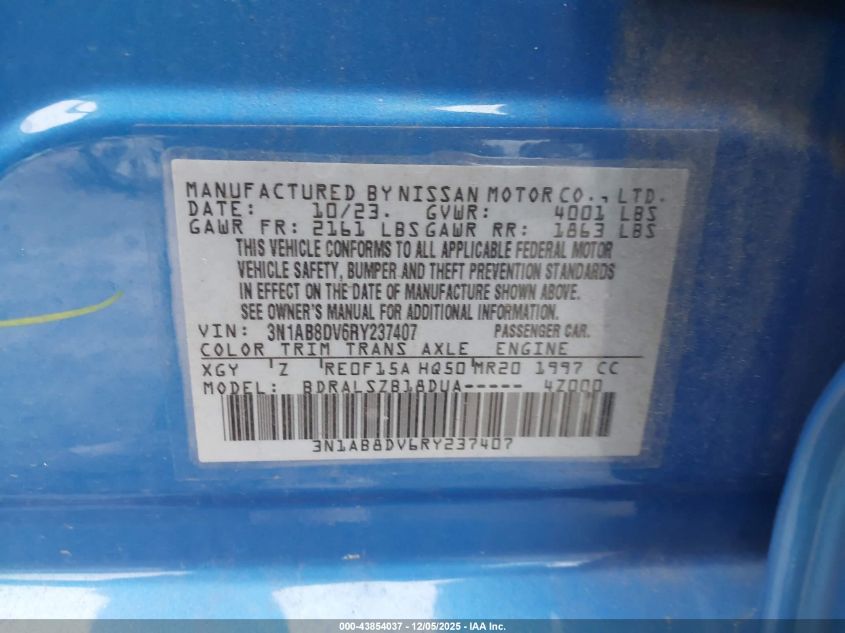 MANUFACTURED BY NISSAN MOTOR CO., LTD.
DATE: 10/23. GVWR: 4001 LBS
GAWR FR: 2161 LBS GAWR RR: 1863 LBS
THIS VEHICLE CONFORMS TO ALL APPLICABLE FEDERAL MOTOR
VEHICLE SAFETY, BUMPER AND THEFT PREVENTION STANDARDS
IN EFFECT ON THE DATE OF MANUFACTURE SHOWN ABOVE.
SEE OWNER'S MANUAL FOR ADDITIONAL INFORMATION.
VIN: 3N1AB8DV6RY237407 PASSENGER CAR.
COLOR TRIM TRANS AXLE ENGINE
XGY Z RE0F15A HQ50 MR20 1997 CC
MODEL: BDRALSZB18DUA----- 4Z000
3N1AB8DV6RY237407
000-43854037 - 12/05/2025 - IAA Inc.